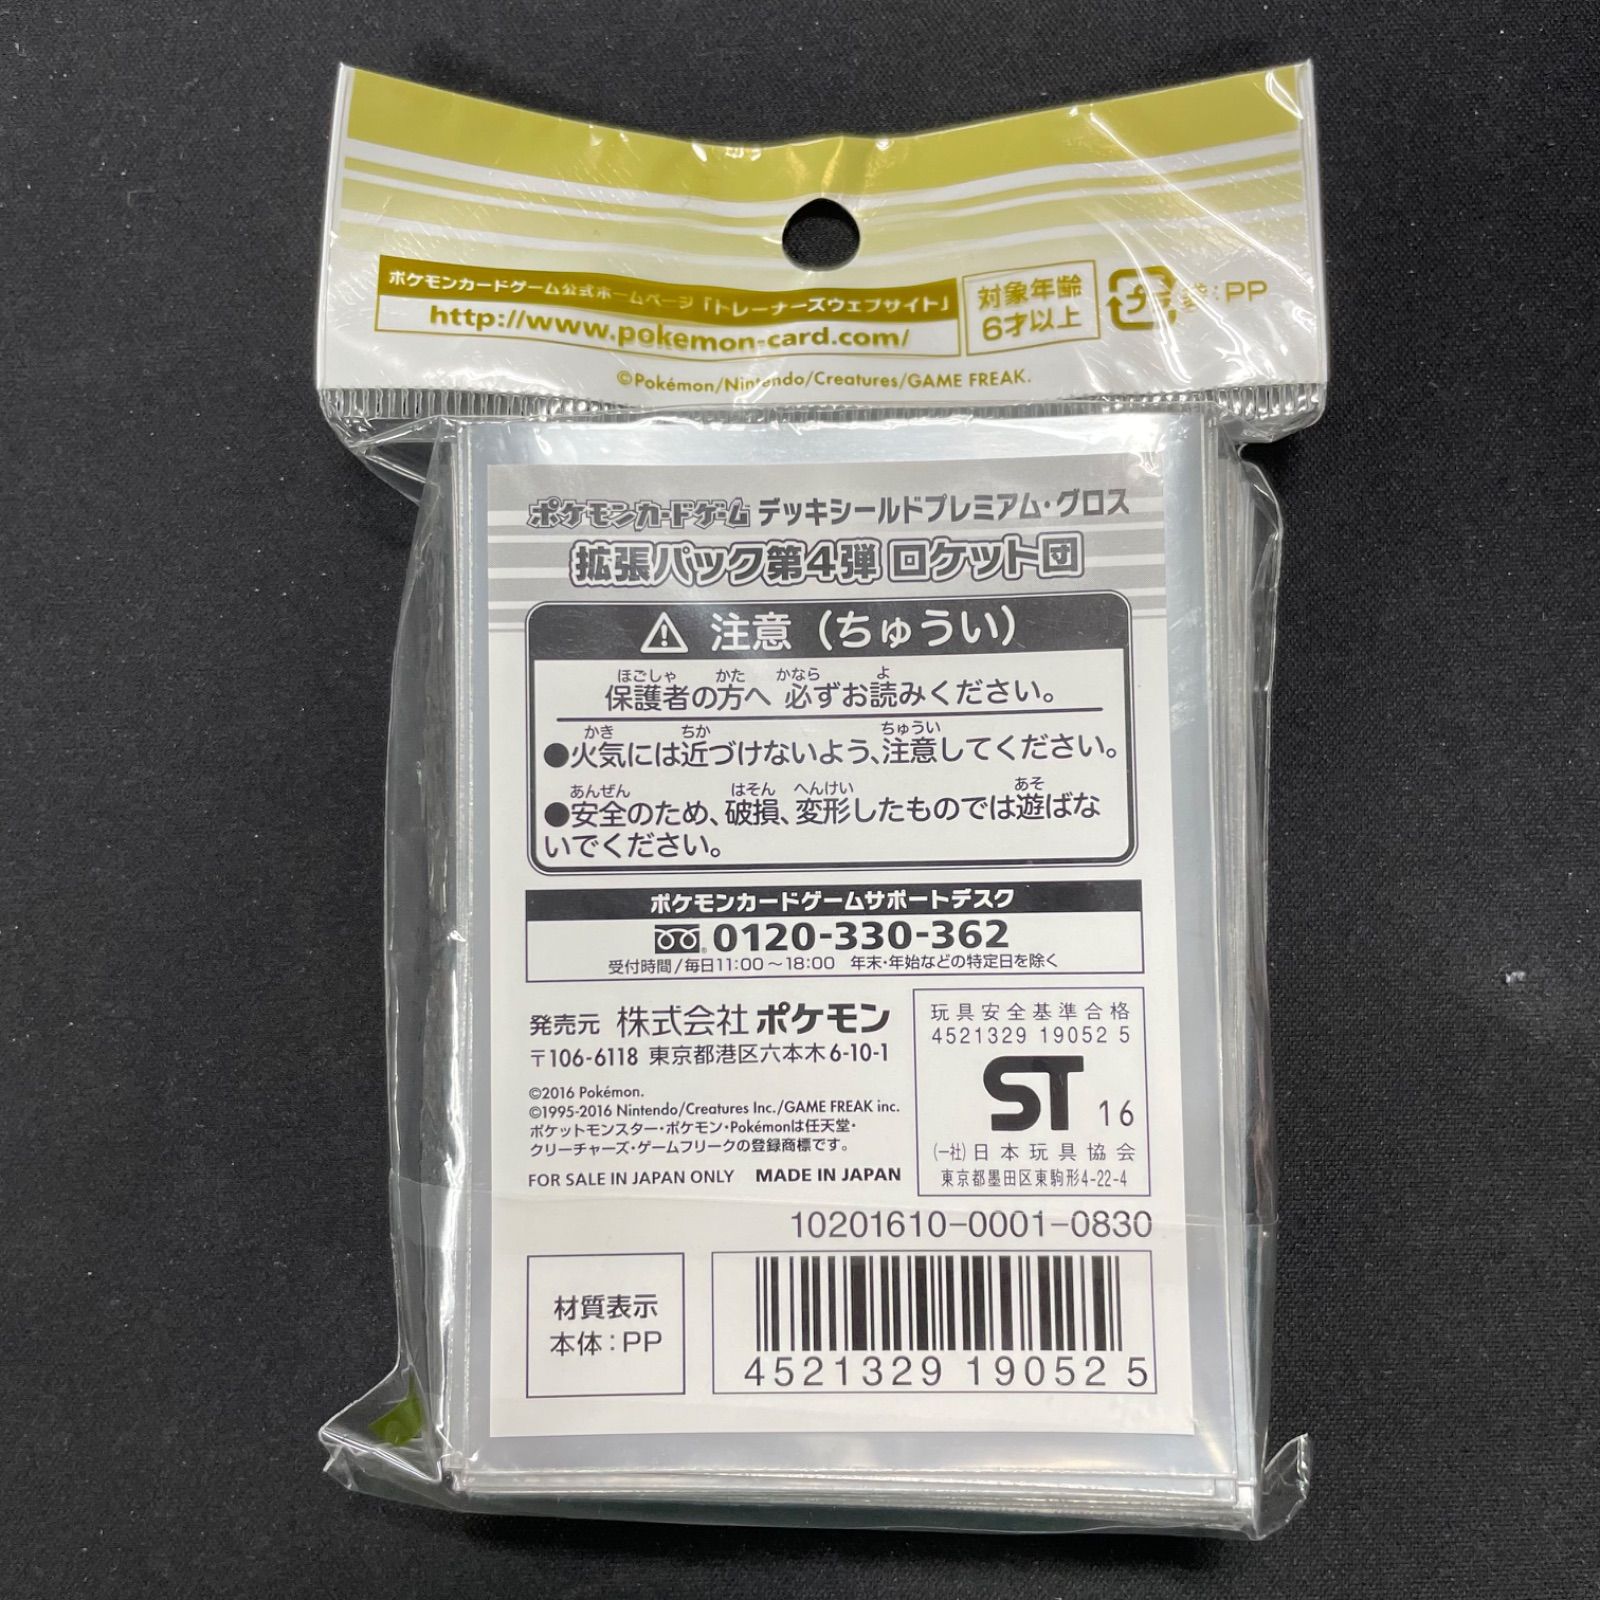 ポケモンカードゲーム公式ホームページ「トレーナーズウェブサイト」
http://www.pokemon-card.com/
対象年齢
6才以上
プラ
袋:PP
©Pokémon/Nintendo/Creatures/GAME FREAK.
ポケモンカードゲーム デッキシールドプレミアム・グロス
拡張パック第4弾 ロケット団
注意(ちゅうい)
ほごしゃ かた かなら よ
保護者の方へ 必ずお読みください。
かき ちか ちゅうい
●火気には近づけないよう、注意してください。
あんぜん はそん へんけい あそ
●安全のため、破損、変形したものでは遊ばな
いでください。
ポケモンカードゲームサポートデスク
0120-330-362
受付時間/毎日11:00~18:00 年末・年始などの特定日を除く
発売元 株式会社 ポケモン
〒106-6118 東京都港区六本木6-10-1
©2016 Pokémon.
©1995-2016 Nintendo/Creatures Inc./GAME FREAK inc.
ポケットモンスター・ポケモン・Pokémonは任天堂・
クリーチャーズ・ゲームフリークの登録商標です。
FOR SALE IN JAPAN ONLY MADE IN JAPAN
玩具安全基準合格
4521329 19052 5
ST 16
(一社)日本玩具協会
東京都墨田区東駒形4-22-4
10201610-0001-0830
材質表示
本体:PP
4521329 19052 5